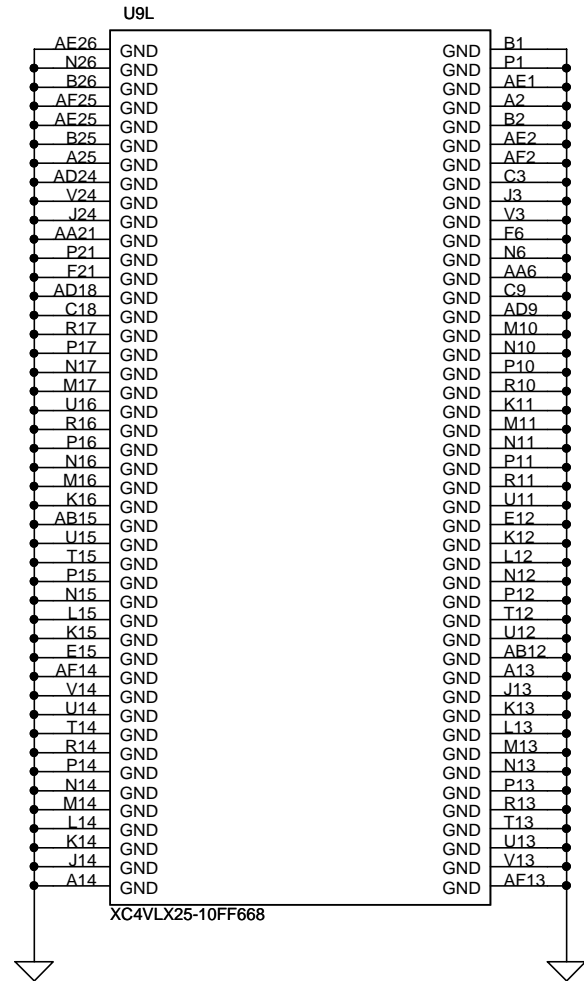 U9L
AE26 GND GND B1
N26 GND GND P1
B26 GND GND AE1
AF25 GND GND A2
AE25 GND GND B2
B25 GND GND AE2
A25 GND GND AF2
AD24 GND GND C3
V24 GND GND J3
J24 GND GND V3
AA21 GND GND F6
P21 GND GND N6
F21 GND GND AA6
AD18 GND GND C9
C18 GND GND AD9
R17 GND GND M10
P17 GND GND N10
N17 GND GND P10
M17 GND GND R10
U16 GND GND K11
R16 GND GND M11
P16 GND GND N11
N16 GND GND P11
M16 GND GND R11
K16 GND GND U11
AB15 GND GND E12
U15 GND GND K12
T15 GND GND L12
P15 GND GND N12
N15 GND GND P12
L15 GND GND T12
K15 GND GND U12
E15 GND GND AB12
AF14 GND GND A13
V14 GND GND J13
U14 GND GND K13
T14 GND GND L13
R14 GND GND M13
P14 GND GND N13
N14 GND GND P13
M14 GND GND R13
L14 GND GND T13
K14 GND GND U13
J14 GND GND V13
A14 GND GND AF13
XC4VLX25-10FF668